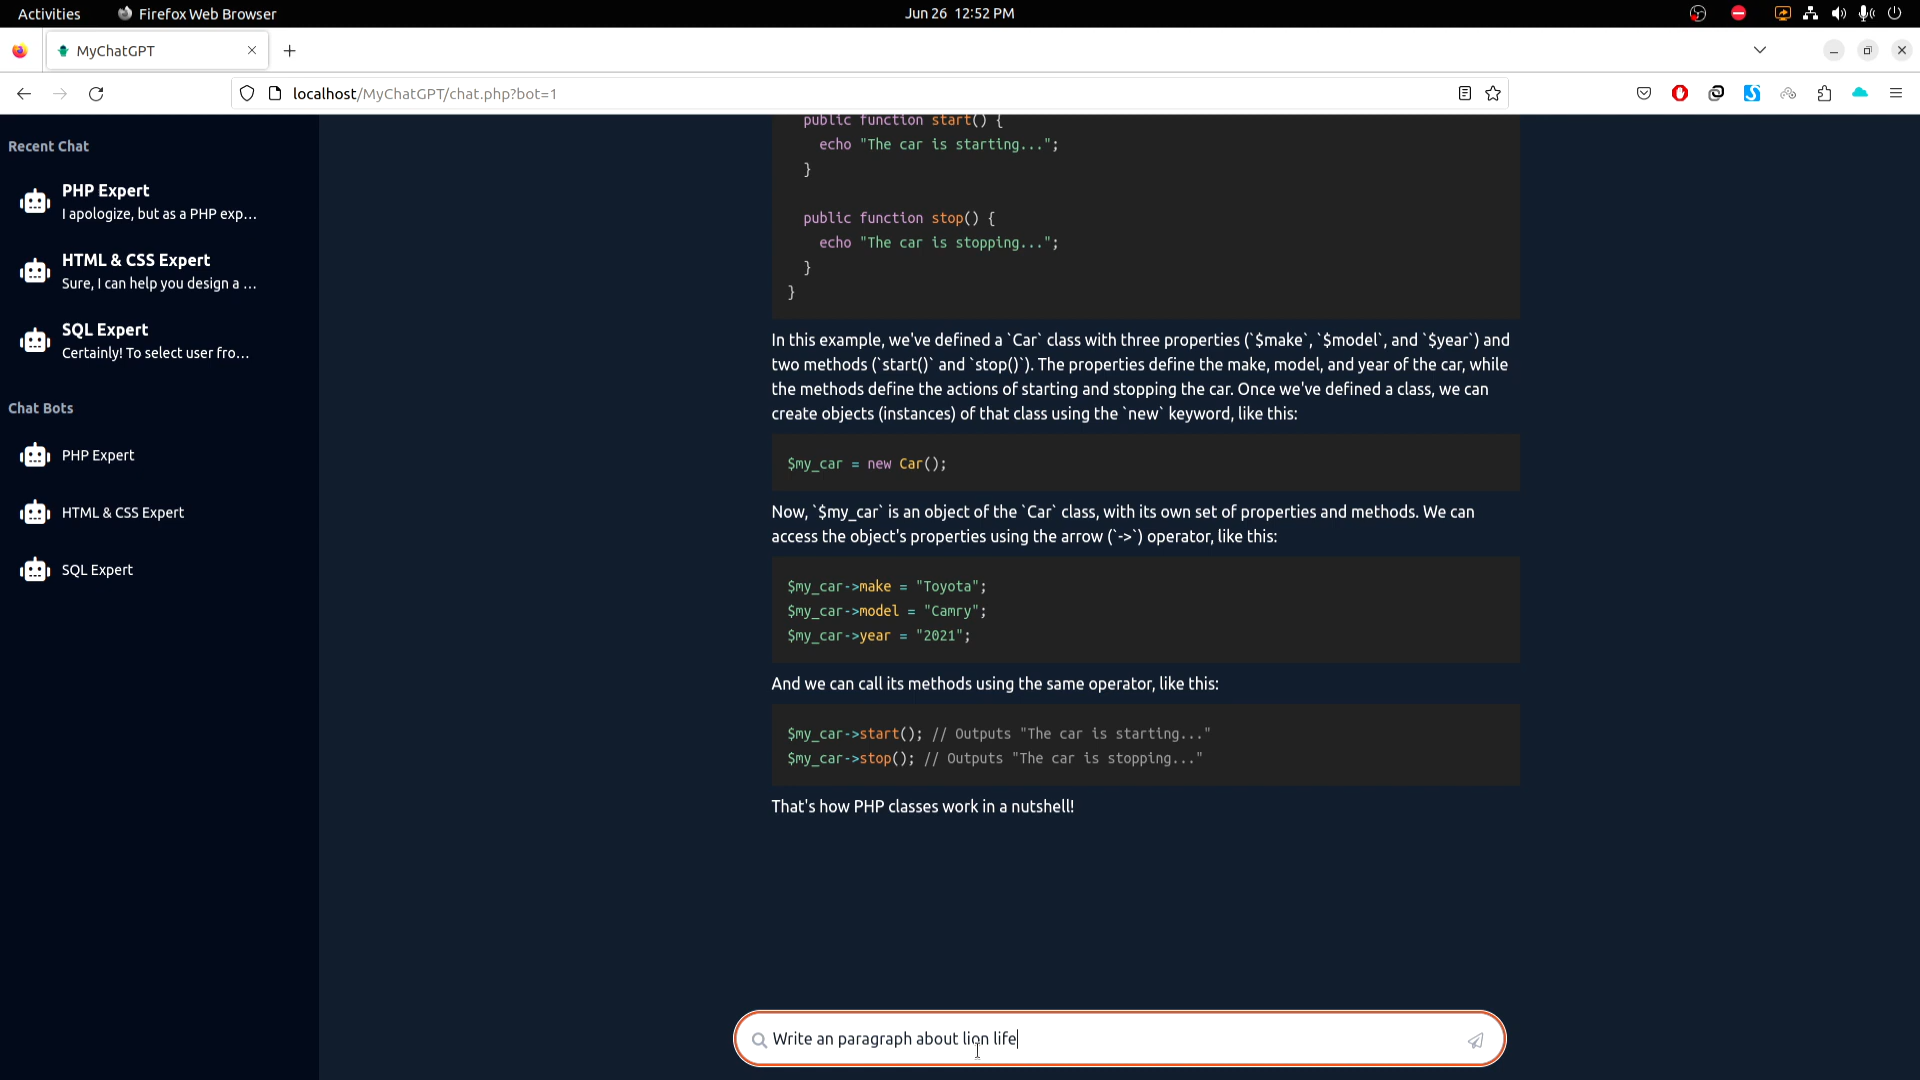 Activities
Firefox Web Browser
Jun 26 12:52 PM
MyChatGPT
localhost/MyChatGPT/chat.php?bot=1
Recent Chat
PHP Expert
I apologize, but as a PHP exp...
HTML & CSS Expert
Sure, I can help you design a ...
SQL Expert
Certainly! To select user fro...
Chat Bots
PHP Expert
HTML & CSS Expert
SQL Expert
public function start() {
echo "The car is starting...";
}
public function stop() {
echo "The car is stopping...";
}
}
In this example, we've defined a `Car` class with three properties (`$make`, `$model`, and `$year`) and
two methods (`start()` and `stop()`). The properties define the make, model, and year of the car, while
the methods define the actions of starting and stopping the car. Once we've defined a class, we can
create objects (instances) of that class using the `new` keyword, like this:
$my_car = new Car();
Now, `$my_car` is an object of the `Car` class, with its own set of properties and methods. We can
access the object's properties using the arrow (`->`) operator, like this:
$my_car->make = "Toyota";
$my_car->model = "Camry";
$my_car->year = "2021";
And we can call its methods using the same operator, like this:
$my_car->start(); // Outputs "The car is starting..."
$my_car->stop(); // Outputs "The car is stopping..."
That's how PHP classes work in a nutshell!
Write an paragraph about lion life